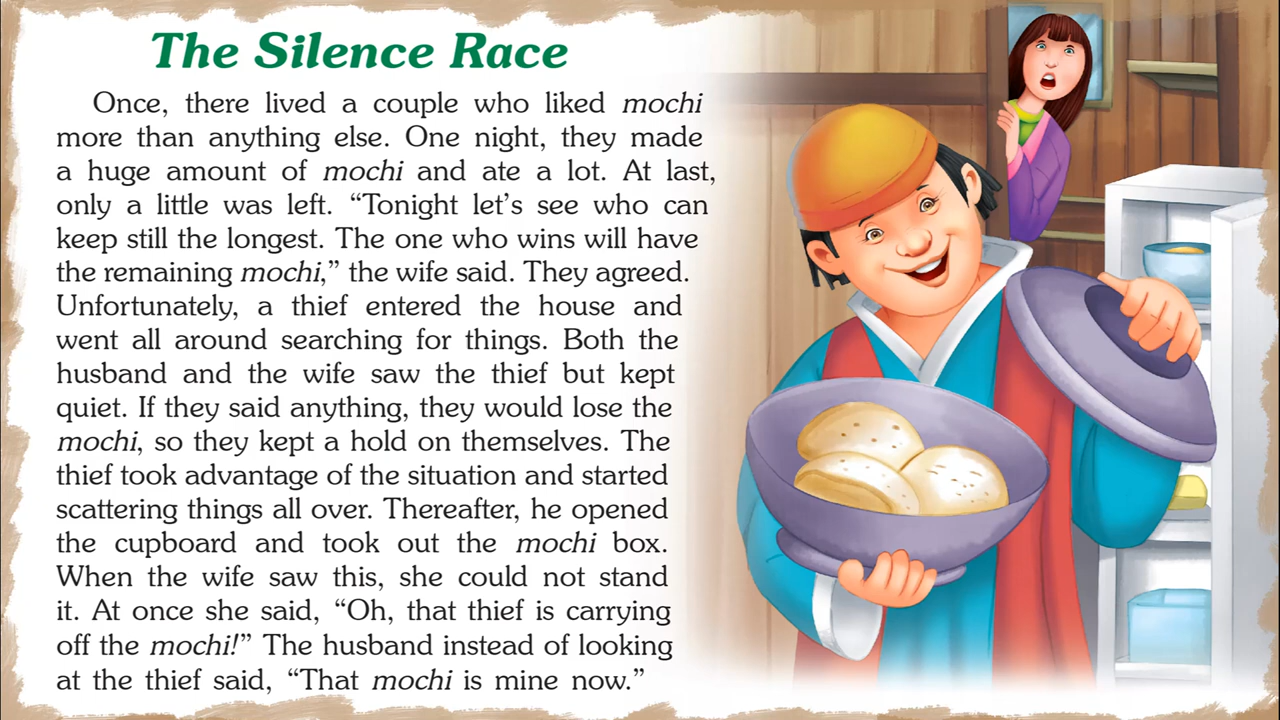 The Silence Race
Once, there lived a couple who liked mochi
more than anything else. One night, they made
a huge amount of mochi and ate a lot. At last,
only a little was left. “Tonight let’s see who can
keep still the longest. The one who wins will have
the remaining mochi,” the wife said. They agreed.
Unfortunately, a thief entered the house and
went all around searching for things. Both the
husband and the wife saw the thief but kept
quiet. If they said anything, they would lose the
mochi, so they kept a hold on themselves. The
thief took advantage of the situation and started
scattering things all over. Thereafter, he opened
the cupboard and took out the mochi box.
When the wife saw this, she could not stand
it. At once she said, “Oh, that thief is carrying
off the mochi!” The husband instead of looking
at the thief said, “That mochi is mine now.”